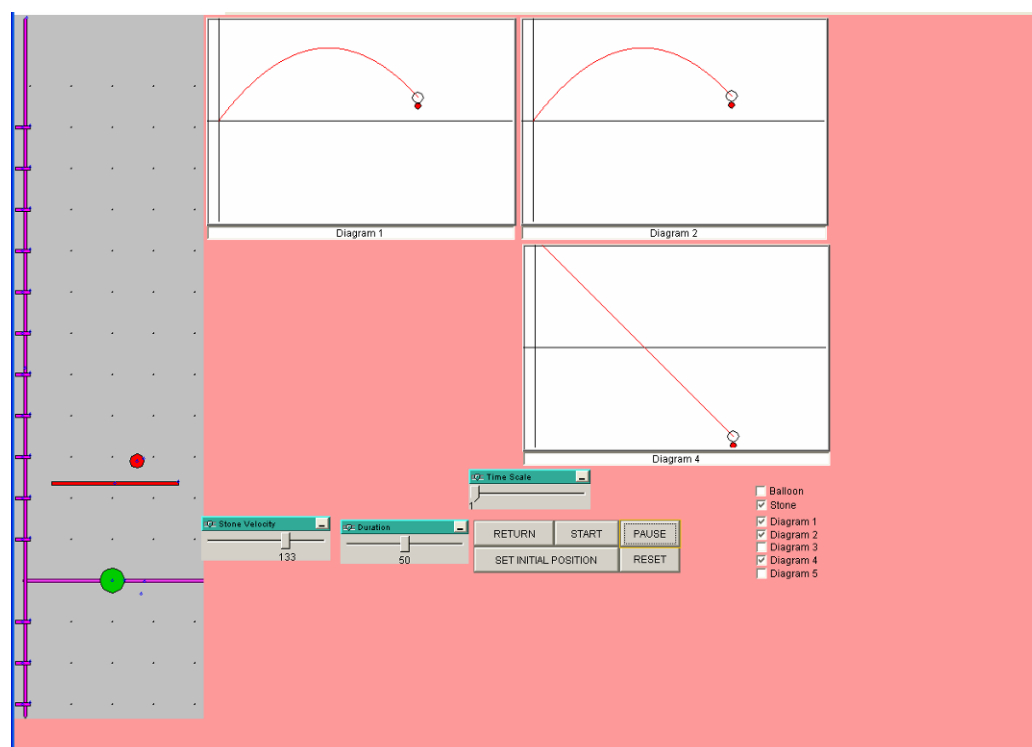 Diagram 1
Diagram 2
Diagram 4
Time Scale
1
Balloon
Stone
Diagram 1
Diagram 2
Diagram 3
Diagram 4
Diagram 5
Stone Velocity
133
Duration
50
RETURN START PAUSE
SET INITIAL POSITION RESET